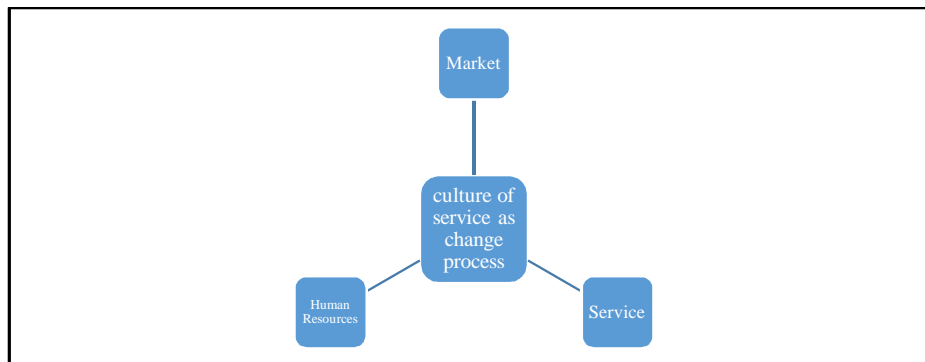 Market
culture of
service as
change
process
Human
Resources
Service